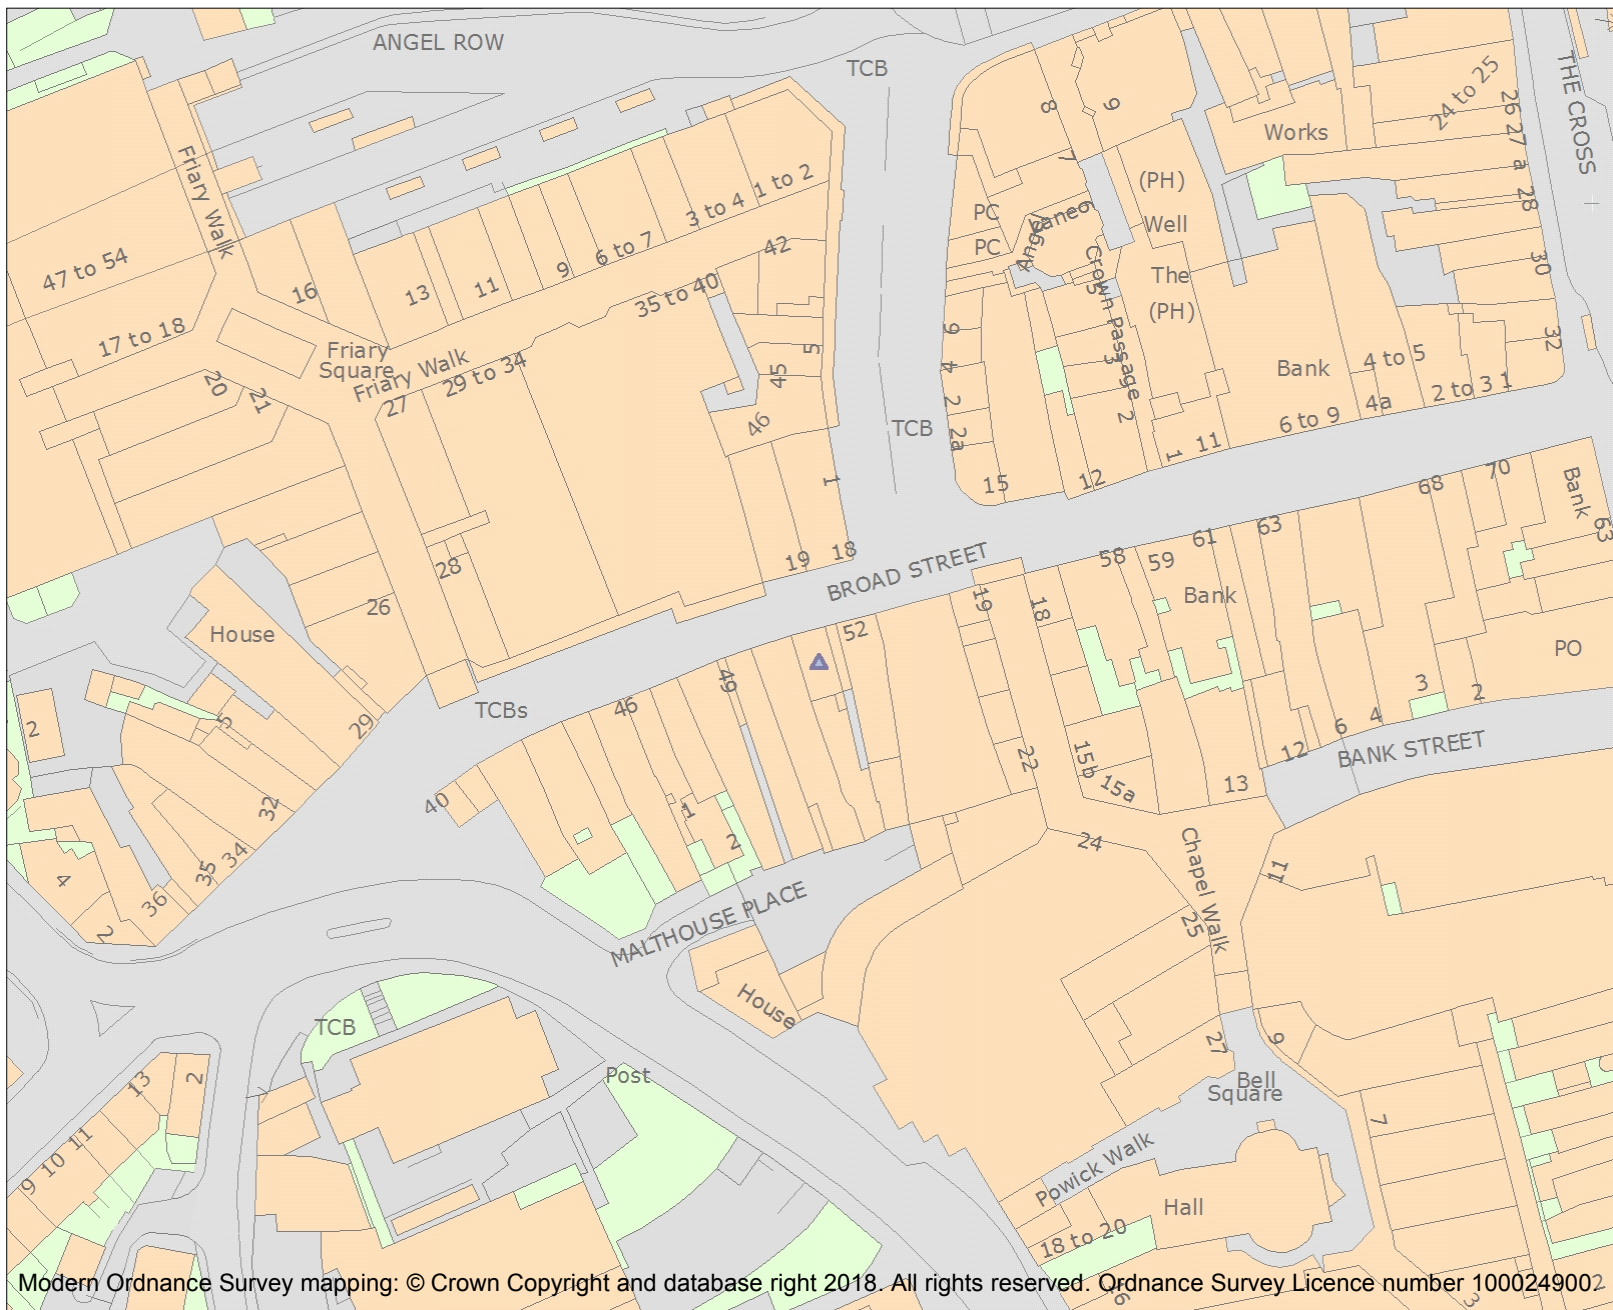 ANGEL ROW
TCB
THE CROSS
24 to 25
26
27
a
28
30
32
8
9
7
Works
Friary Walk
(PH)
Well
The
(PH)
PC
PC
Angel
Lane
6
Crown Passage
5
3
2
1 to 2
3 to 4
6 to 7
9
11
13
16
42
35 to 40
47 to 54
17 to 18
Friary
Square
Friary Walk
29 to 34
27
20
21
5
45
46
1
6
4
2
2a
TCB
15
12
1
11
Bank
4 to 5
6 to 9
4a
2 to 3
1
19
18
BROAD STREET
28
26
House
58
59
61
63
68
70
Bank
63
Bank
PO
19
18
52
49
46
TCBs
29
5
2
32
34
35
36
4
2
40
1
2
22
15b
15a
13
12
6
4
3
2
BANK STREET
24
Chapel Walk
25
11
MALTHOUSE PLACE
House
TCB
Post
27
9
Bell
Square
7
2
13
11
10
9
Powick Walk
Hall
18 to 20
16
3
2
Modern Ordnance Survey mapping: © Crown Copyright and database right 2018. All rights reserved. Ordnance Survey Licence number 100024900.